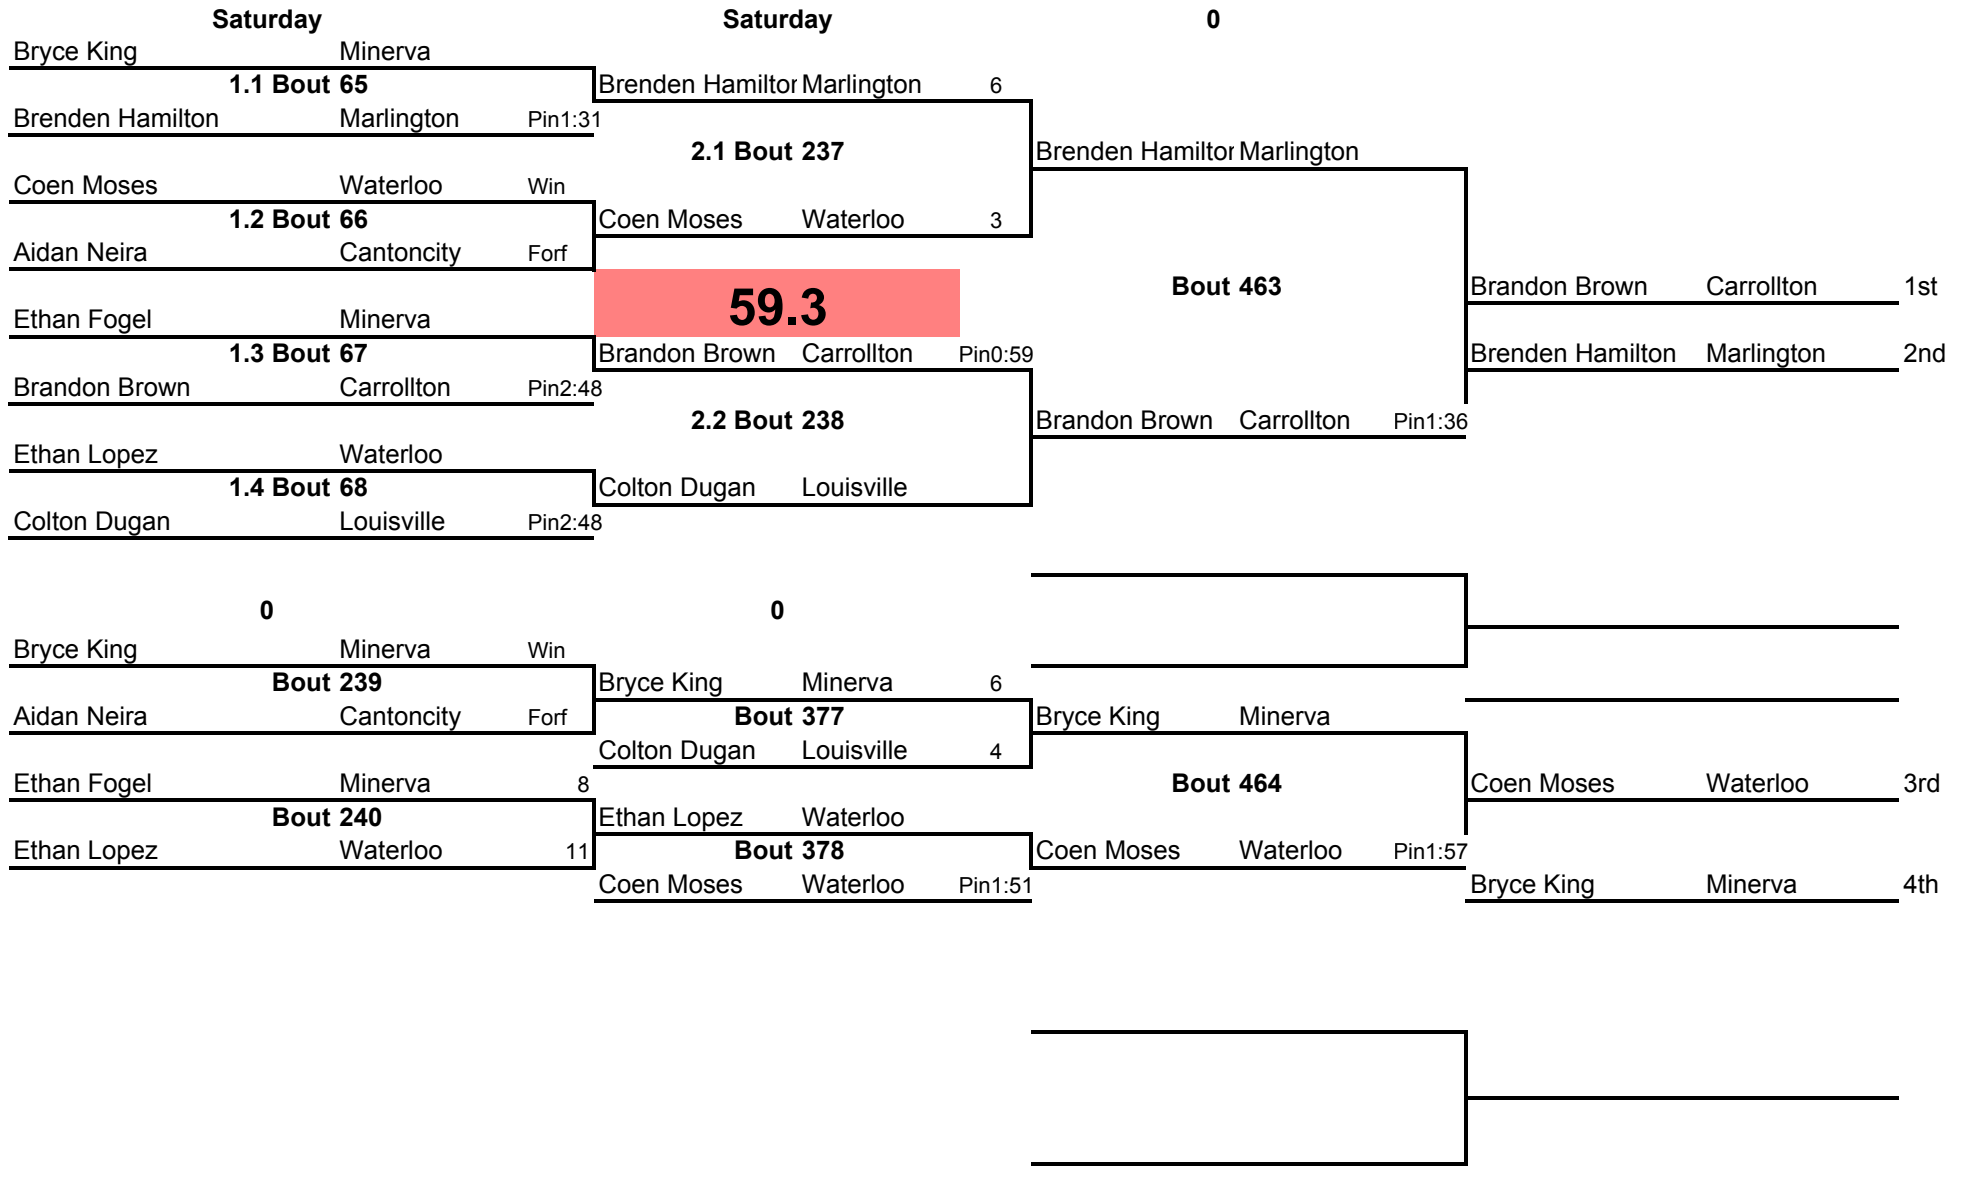 Saturday Saturday 0
Bryce King Minerva
1.1 Bout 65 Brenden Hamiltor Marlington 6
Brenden Hamilton Marlington Pin1:31
2.1 Bout 237 Brenden Hamiltor Marlington
Coen Moses Waterloo Win
1.2 Bout 66 Coen Moses Waterloo 3
Aidan Neira Cantoncity Forf
59.3 Bout 463 Brandon Brown Carrollton 1st
Ethan Fogel Minerva
1.3 Bout 67 Brandon Brown Carrollton Pin0:59 Brenden Hamilton Marlington 2nd
Brandon Brown Carrollton Pin2:48
2.2 Bout 238 Brandon Brown Carrollton Pin1:36
Ethan Lopez Waterloo
1.4 Bout 68 Colton Dugan Louisville
Colton Dugan Louisville Pin2:48
0 0
Bryce King Minerva Win
Bout 239 Bryce King Minerva 6
Aidan Neira Cantoncity Forf Bout 377 Bryce King Minerva
Colton Dugan Louisville 4
Ethan Fogel Minerva 8 Bout 464 Coen Moses Waterloo 3rd
Bout 240 Ethan Lopez Waterloo
Ethan Lopez Waterloo 11 Bout 378 Coen Moses Waterloo Pin1:57
Coen Moses Waterloo Pin1:51 Bryce King Minerva 4th